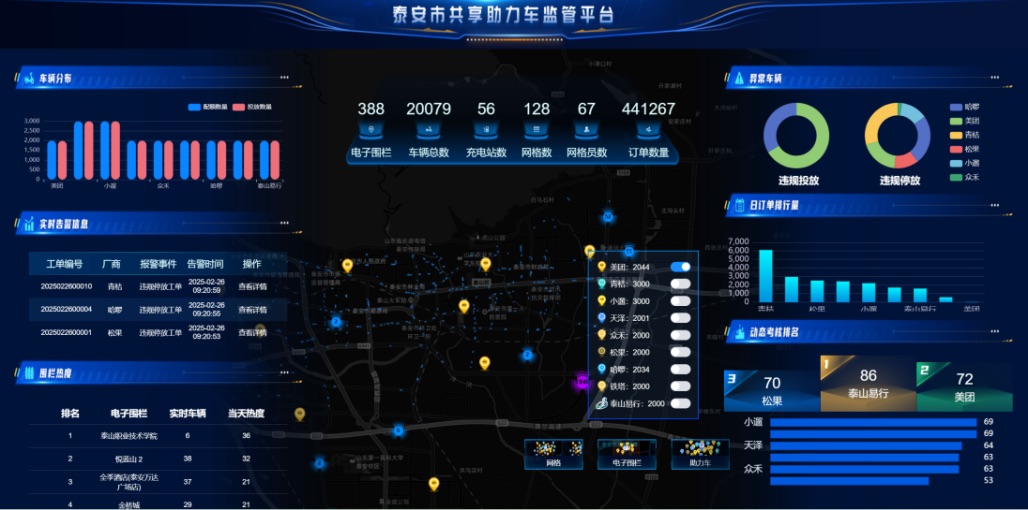 泰安市共享助力车监管平台
车辆分布
配额数量 投放数量
3,000
2,500
2,000
1,500
1,000
500
0
美团 小遛 众禾 哈啰 泰山易行
实时告警信息
工单编号 厂商 报警事件 告警时间 操作
2025022600010 青桔 违规停放工单 2025-02-26 09:20:59 查看详情
2025022600004 哈啰 违规停放工单 2025-02-26 09:20:55 查看详情
2025022600001 松果 违规停放工单 2025-02-26 09:20:53 查看详情
围栏热度
排名 电子围栏 实时车辆 当天热度
1 泰山职业技术学院 6 36
2 悦蓝山 2 38 32
3 全季酒店(泰安万达广场店) 37 21
4 金桥城 29 21
388 20079 56 128 67 441267
电子围栏 车辆总数 充电站数 网格数 网格员数 订单数量
美团：2044
青桔：3000
小遛：3000
天泽：2001
众禾：2000
松果：2000
哈啰：2034
铁塔：2000
泰山易行：2000
网格 电子围栏 助力车
异常车辆
哈啰
美团
青桔
松果
小遛
众禾
违规投放 违规停放
日订单排行量
7,000
6,000
5,000
4,000
3,000
2,000
1,000
0
青桔 松果 小遛 泰山易行 美团
动态考核排名
3 70 松果
1 86 泰山易行
2 72 美团
小遛 69
69
天泽 64
63
众禾 63
53